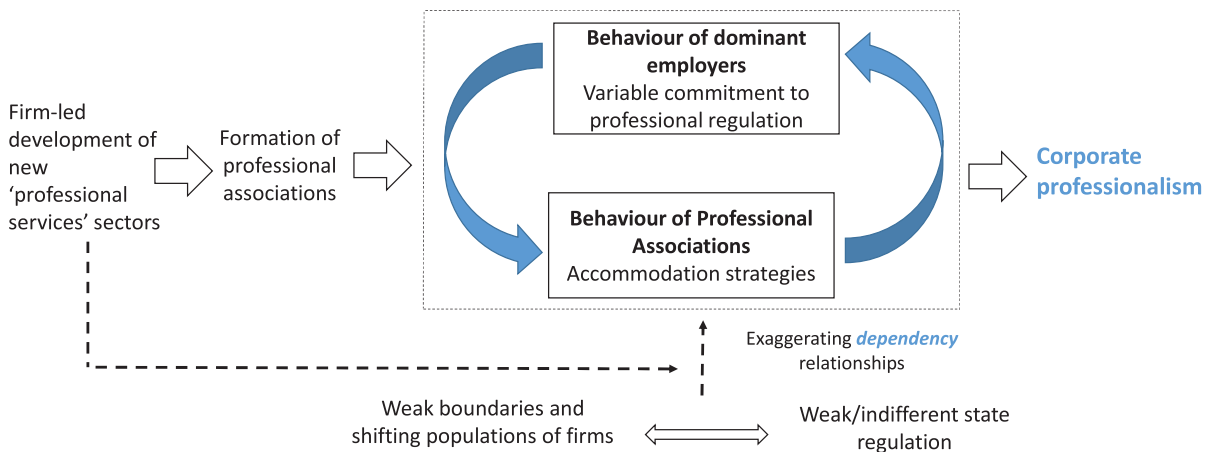 Firm-led
development of
new
‘professional
services’ sectors
Formation of
professional
associations
Behaviour of dominant
employers
Variable commitment to
professional regulation
Behaviour of Professional
Associations
Accommodation strategies
Corporate
professionalism
Exaggerating dependency
relationships
Weak boundaries and
shifting populations of firms
Weak/indifferent state
regulation